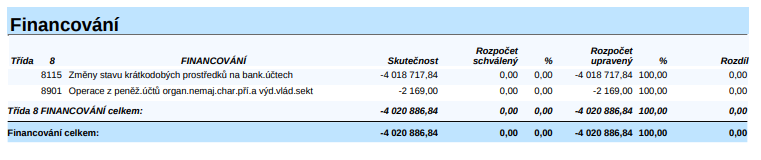 Financování
Třída 8 FINANCOVÁNÍ Skutečnost Rozpočet schválený % Rozpočet upravený % Rozdíl
8115 Změny stavu krátkodobých prostředků na bank.účtech -4 018 717,84 0,00 0,00 -4 018 717,84 100,00 0,00
8901 Operace z peněž.účtů organ.nemaj.char.pří.a výd.vlád.sekt -2 169,00 0,00 0,00 -2 169,00 100,00 0,00
Třída 8 FINANCOVÁNÍ celkem: -4 020 886,84 0,00 0,00 -4 020 886,84 100,00 0,00
Financování celkem: -4 020 886,84 0,00 0,00 -4 020 886,84 100,00 0,00